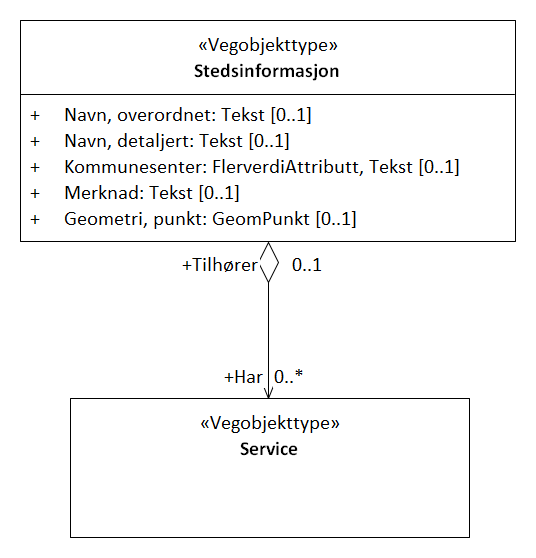 «Vegobjekttype»
Stedsinformasjon
+ Navn, overordnet: Tekst [0..1]
+ Navn, detaljert: Tekst [0..1]
+ Kommunesenter: FlerverdiAttributt, Tekst [0..1]
+ Merknad: Tekst [0..1]
+ Geometri, punkt: GeomPunkt [0..1]
+Tilhører 0..1
+Har 0..*
«Vegobjekttype»
Service